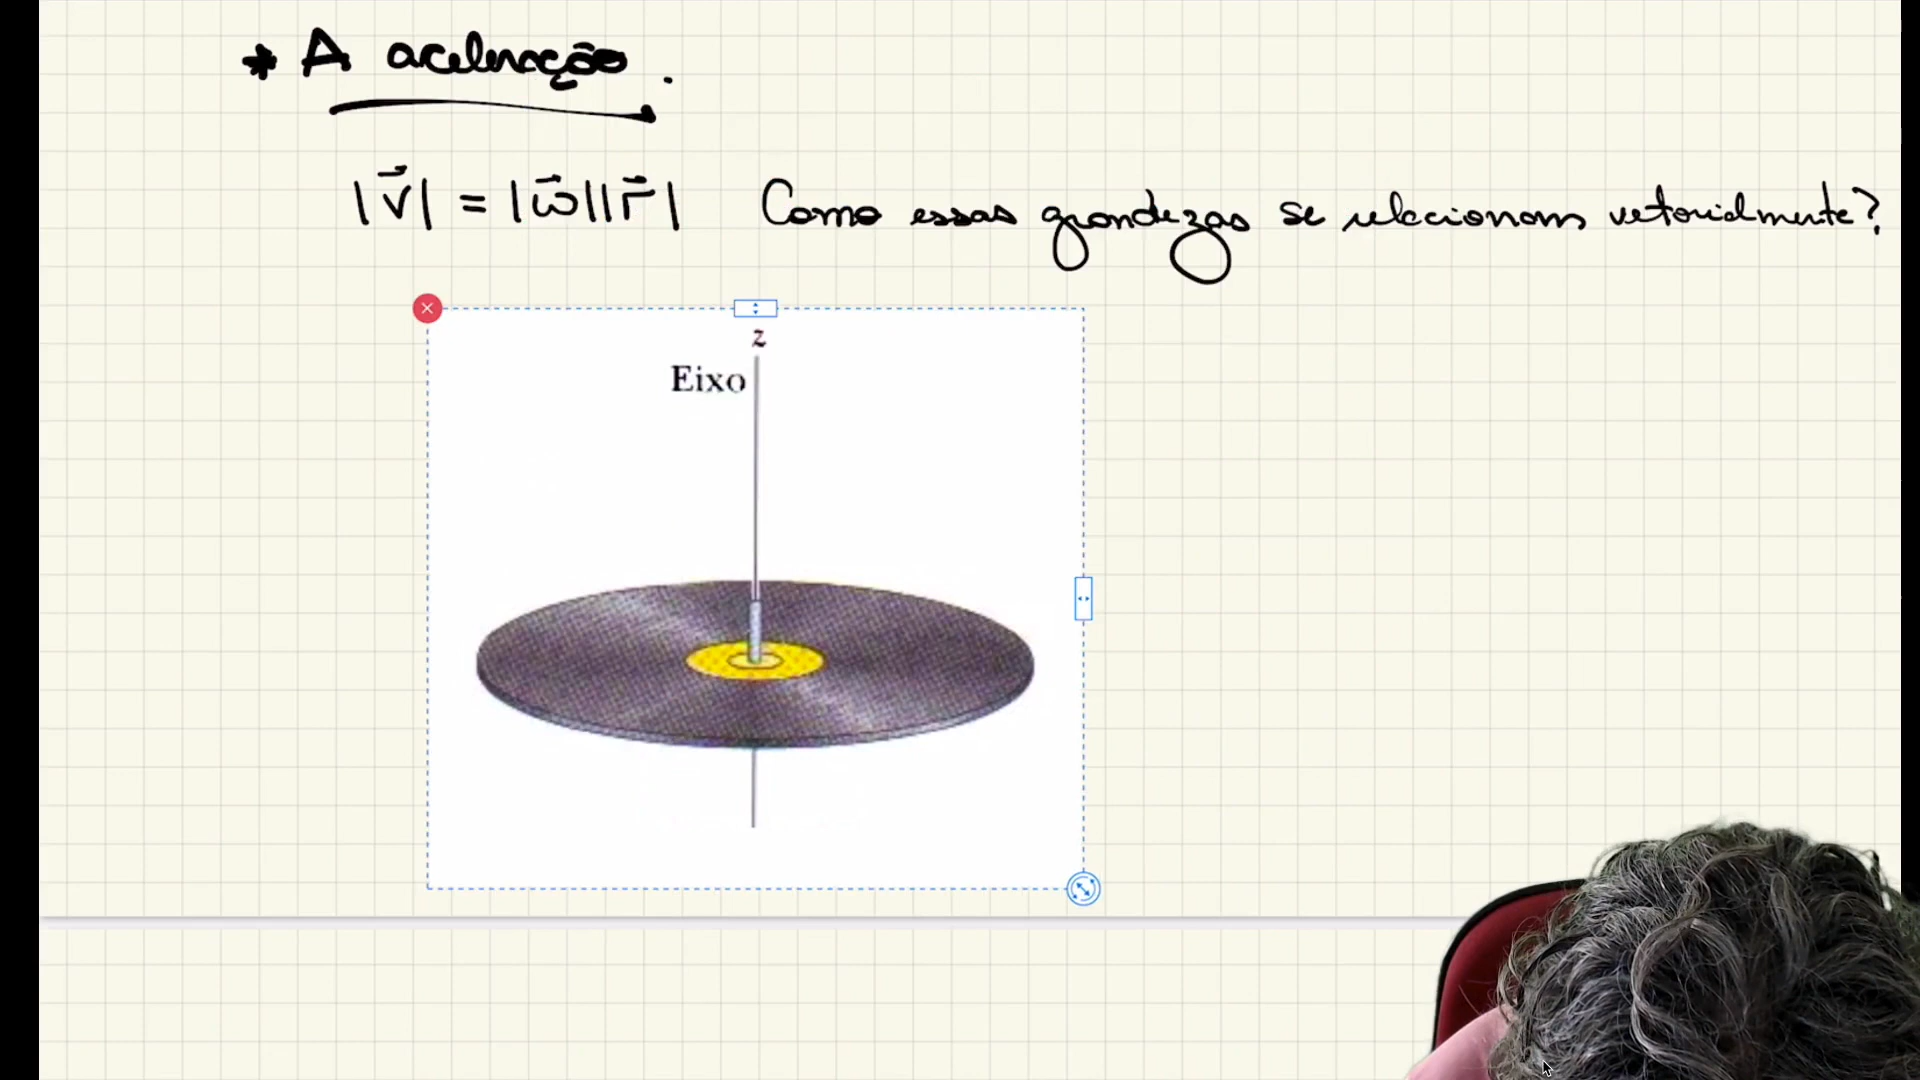 * A aceleração.
|v⃗| = |ω⃗||r⃗| Como essas grandezas se relacionam vetorialmente?
z
Eixo